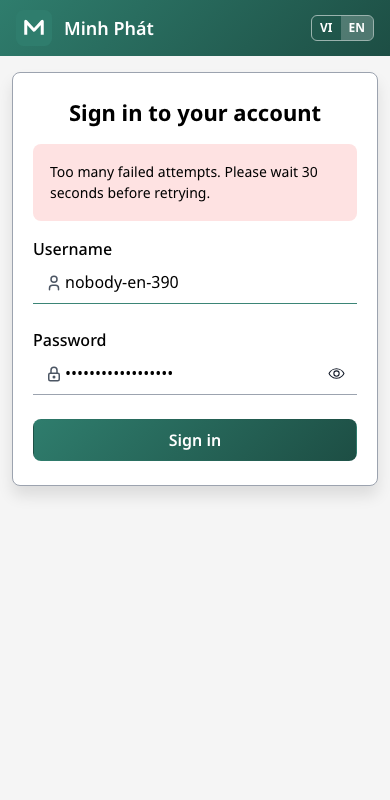 Minh Phát
VI EN
Sign in to your account
Too many failed attempts. Please wait 30
seconds before retrying.
Username
nobody-en-390
Password
••••••••••••••••••
Sign in